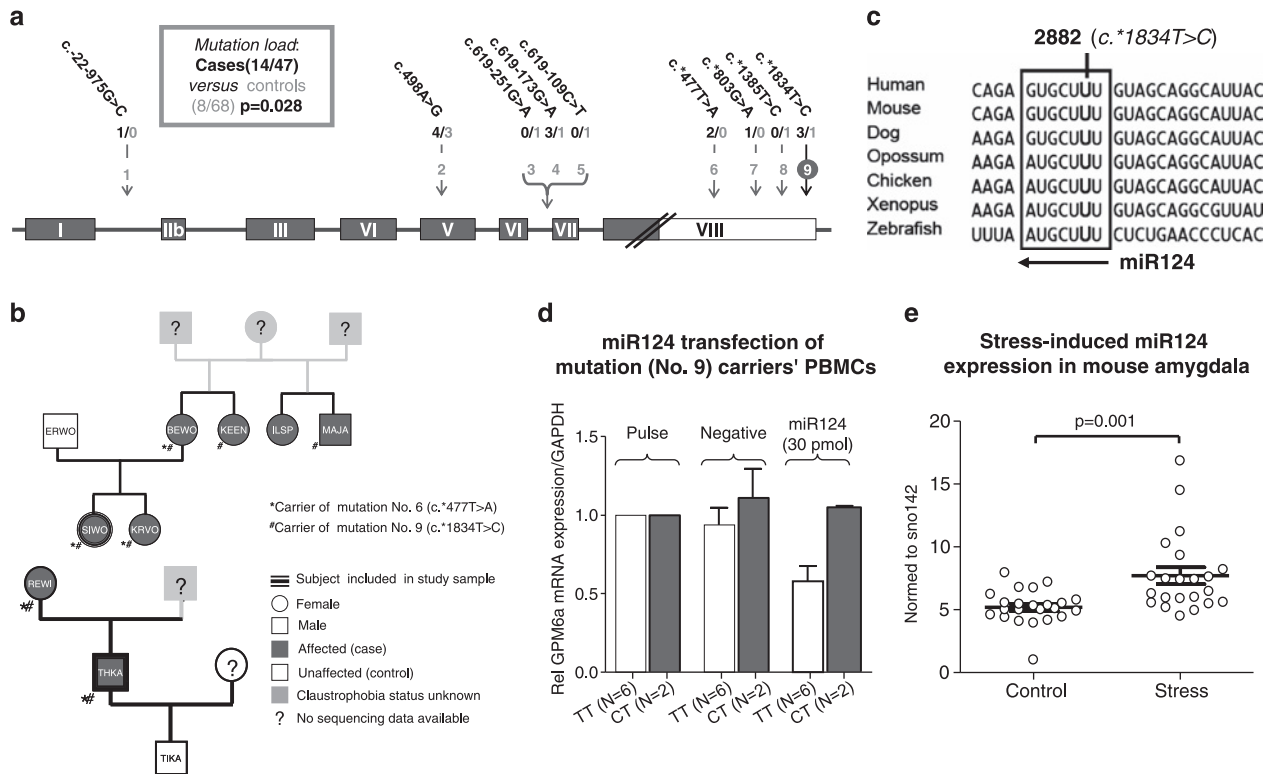 a
Mutation load:
Cases(14/47)
versus controls
(8/68) p=0.028
c.-22-975G>C
c.498A>G
c.619-251G>A
c.619-173G>A
c.619-109C>T
c.*477T>A
c.*803G>A
c.*1385T>C
c.*1834T>C
1/0 4/3 0/1 3/1 0/1 2/0 1/0 0/1 3/1
1 2 3 4 5 6 7 8 9
I IIb III VI V VI VII VIII
b
? ? ?
ERWO BEWO KEEN ILSP MAJA
*# # #
SIWO KRVO
*# *#
REWI ?
*#
THKA ?
*#
TIKA
*Carrier of mutation No. 6 (c.*477T>A)
#Carrier of mutation No. 9 (c.*1834T>C)
Subject included in study sample
Female
Male
Affected (case)
Unaffected (control)
Claustrophobia status unknown
? No sequencing data available
c
2882 (c.*1834T>C)
Human CAGA GUGCUUU GUAGCAGGCAUUAC
Mouse CAGA GUGCUUU GUAGCAGGCAUUAC
Dog AAGA GUGCUUU GUAGCAGGCAUUAC
Opossum AAGA AUGCUUU GUAGCAGGCAUUAC
Chicken AAGA AUGCUUU GUAGCAGGCAUUAC
Xenopus AAGA AUGCUUU GUAGCAGGCGUUAU
Zebrafish UUUA AUGCUUU CUCUGAACCCUCAC
miR124
d
miR124 transfection of
mutation (No. 9) carriers' PBMCs
Rel GPM6a mRNA expression/GAPDH
1.5
1.0
0.5
0.0
Pulse Negative miR124
(30 pmol)
TT (N=6) CT (N=2) TT (N=6) CT (N=2) TT (N=6) CT (N=2)
e
Stress-induced miR124
expression in mouse amygdala
p=0.001
Normed to sno142
20
15
10
5
0
Control Stress